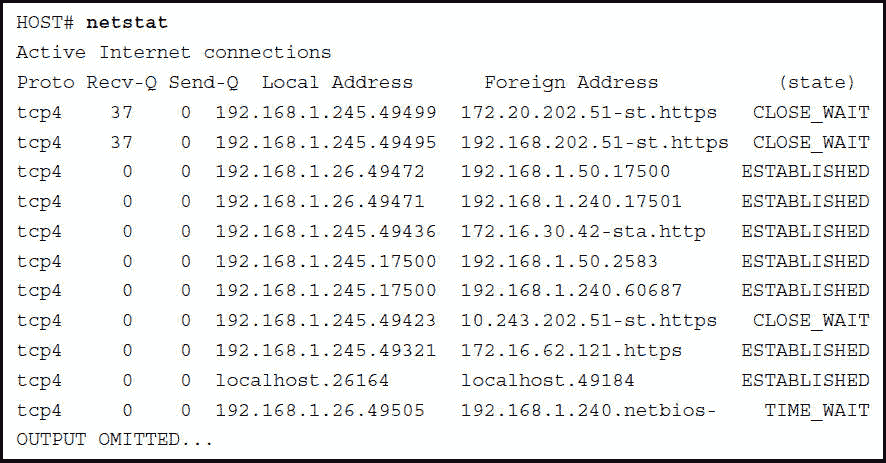 HOST# netstat
Active Internet connections
Proto Recv-Q Send-Q  Local Address      Foreign Address          (state)
tcp4    37    0  192.168.1.245.49499  172.20.202.51-st.https   CLOSE_WAIT
tcp4    37    0  192.168.1.245.49495  192.168.202.51-st.https  CLOSE_WAIT
tcp4     0    0  192.168.1.26.49472   192.168.1.50.17500      ESTABLISHED
tcp4     0    0  192.168.1.26.49471   192.168.1.240.17501     ESTABLISHED
tcp4     0    0  192.168.1.245.49436  172.16.30.42-sta.http   ESTABLISHED
tcp4     0    0  192.168.1.245.17500  192.168.1.50.2583       ESTABLISHED
tcp4     0    0  192.168.1.245.17500  192.168.1.240.60687     ESTABLISHED
tcp4     0    0  192.168.1.245.49423  10.243.202.51-st.https   CLOSE_WAIT
tcp4     0    0  192.168.1.245.49321  172.16.62.121.https     ESTABLISHED
tcp4     0    0  localhost.26164      localhost.49184         ESTABLISHED
tcp4     0    0  192.168.1.26.49505   192.168.1.240.netbios-    TIME_WAIT
OUTPUT OMITTED...